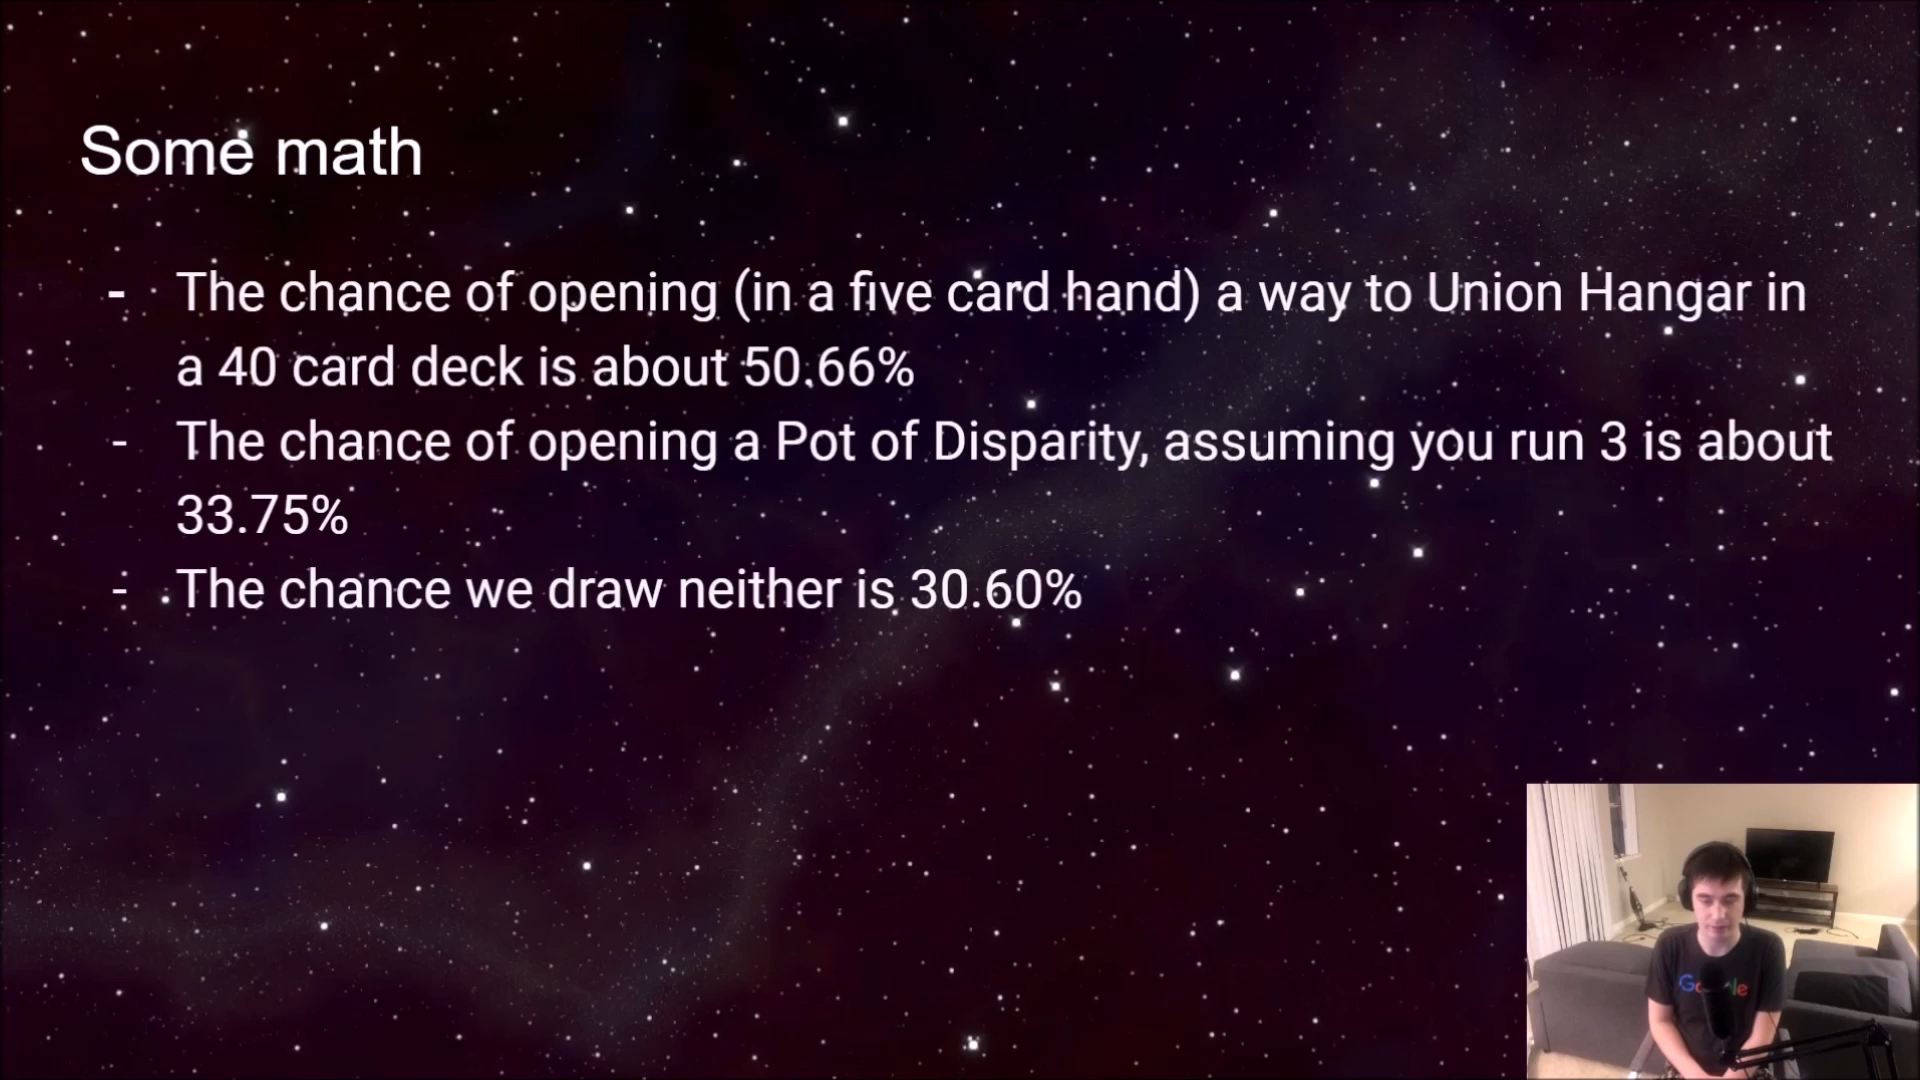 Some math
- The chance of opening (in a five card hand) a way to Union Hangar in
a 40 card deck is about 50.66%
- The chance of opening a Pot of Disparity, assuming you run 3 is about
33.75%
- The chance we draw neither is 30.60%